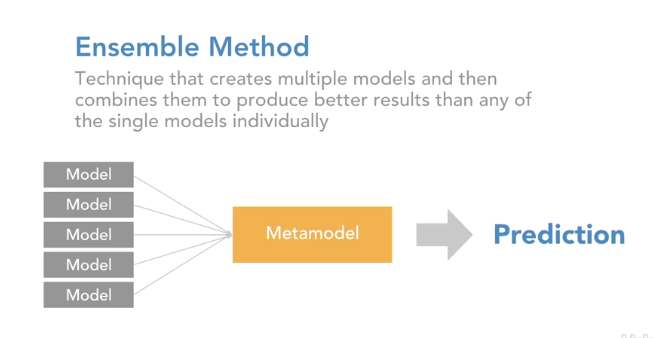 Ensemble Method
Technique that creates multiple models and then
combines them to produce better results than any of
the single models individually
Model
Model
Model
Model
Model
Metamodel
Prediction